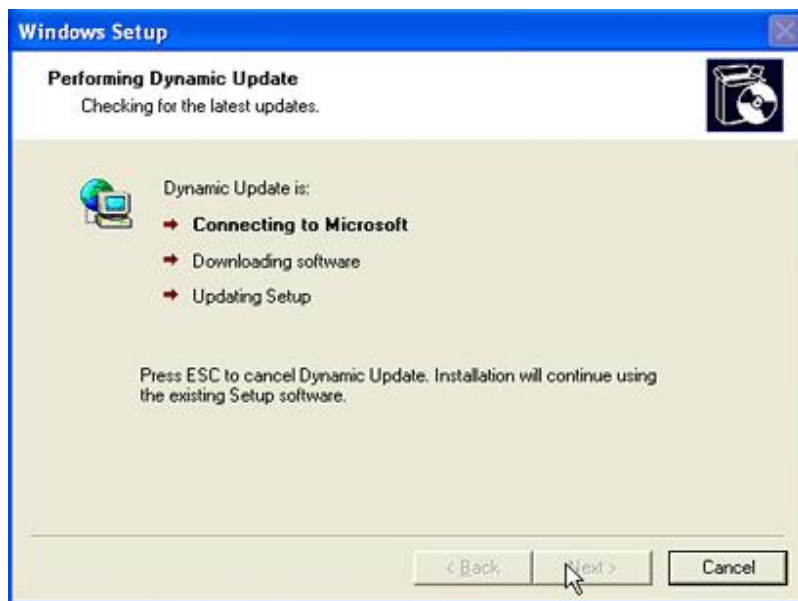 Windows Setup
Performing Dynamic Update
Checking for the latest updates.
Dynamic Update is:
Connecting to Microsoft
Downloading software
Updating Setup
Press ESC to cancel Dynamic Update. Installation will continue using
the existing Setup software.
< Back Next > Cancel